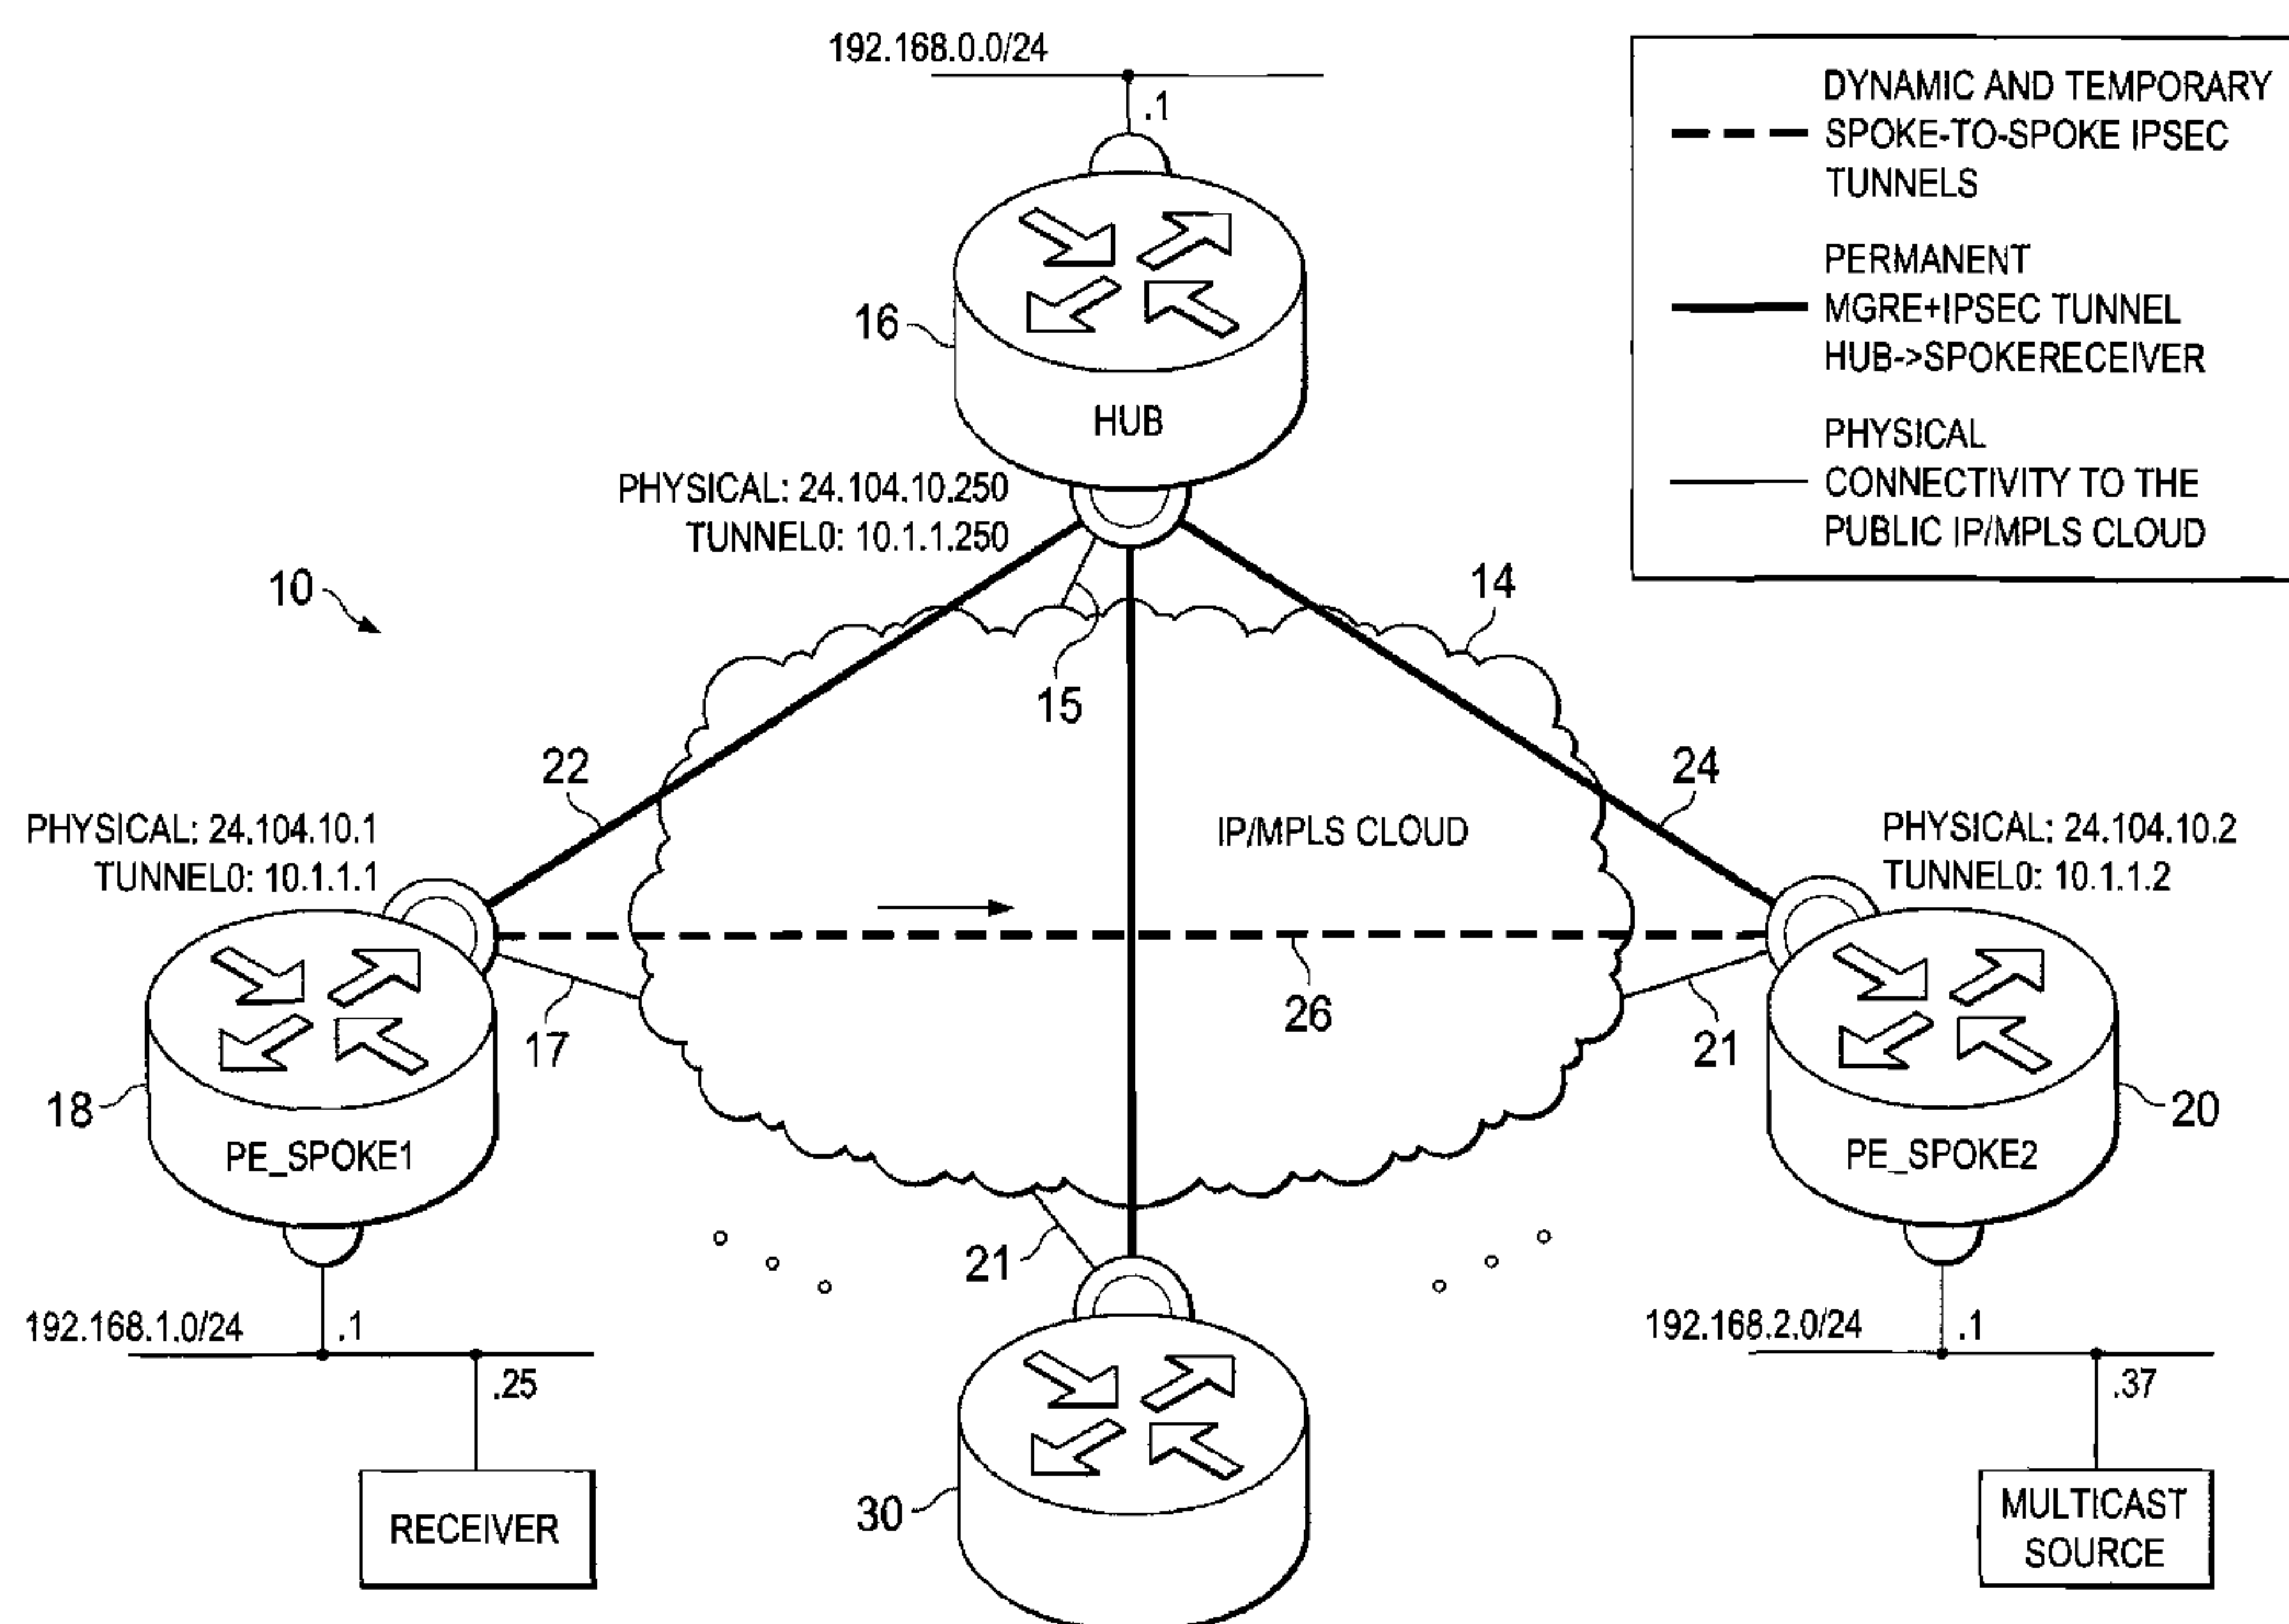 192.168.0.0/24
.1
DYNAMIC AND TEMPORARY
SPOKE-TO-SPOKE IPSEC
TUNNELS
PERMANENT
MGRE+IPSEC TUNNEL
HUB->SPOKERECEIVER
PHYSICAL
CONNECTIVITY TO THE
PUBLIC IP/MPLS CLOUD
16
HUB
PHYSICAL: 24.104.10.250
TUNNEL0: 10.1.1.250
10
14
15
22
24
IP/MPLS CLOUD
PHYSICAL: 24.104.10.1
TUNNEL0: 10.1.1.1
PHYSICAL: 24.104.10.2
TUNNEL0: 10.1.1.2
26
17
21
18
PE_SPOKE1
20
PE_SPOKE2
21
192.168.1.0/24
.1
.25
RECEIVER
192.168.2.0/24
.1
.37
MULTICAST
SOURCE
30